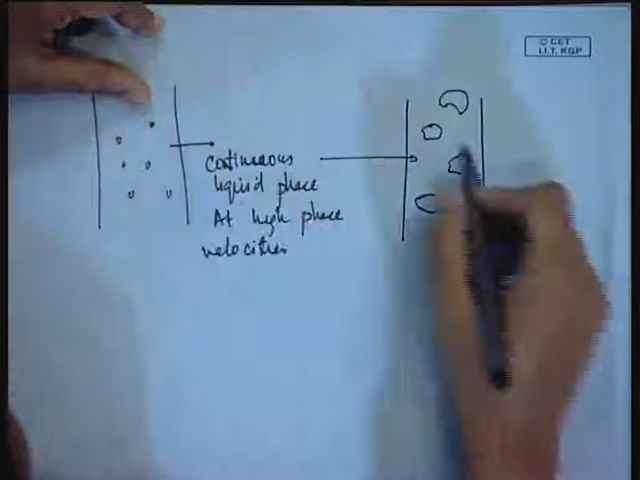 © CET
I.I.T. KGP
continuous
liquid phase
At high phase
velocities